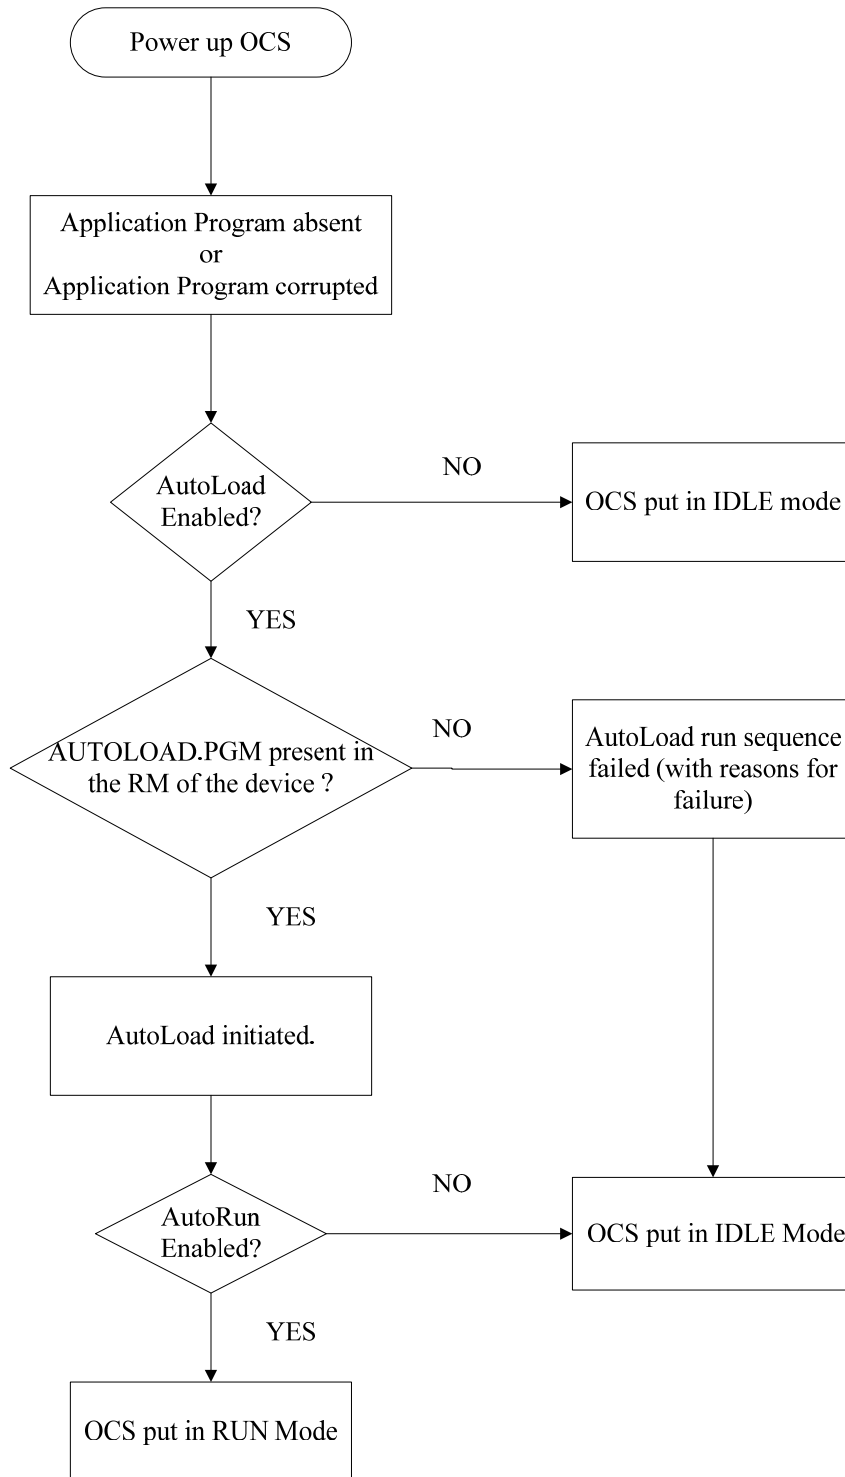 Power up OCS
Application Program absent
or
Application Program corrupted
AutoLoad
Enabled?
NO
OCS put in IDLE mode
YES
AUTOLOAD.PGM present in
the RM of the device ?
NO
AutoLoad run sequence
failed (with reasons for
failure)
YES
AutoLoad initiated.
AutoRun
Enabled?
NO
OCS put in IDLE Mode
YES
OCS put in RUN Mode